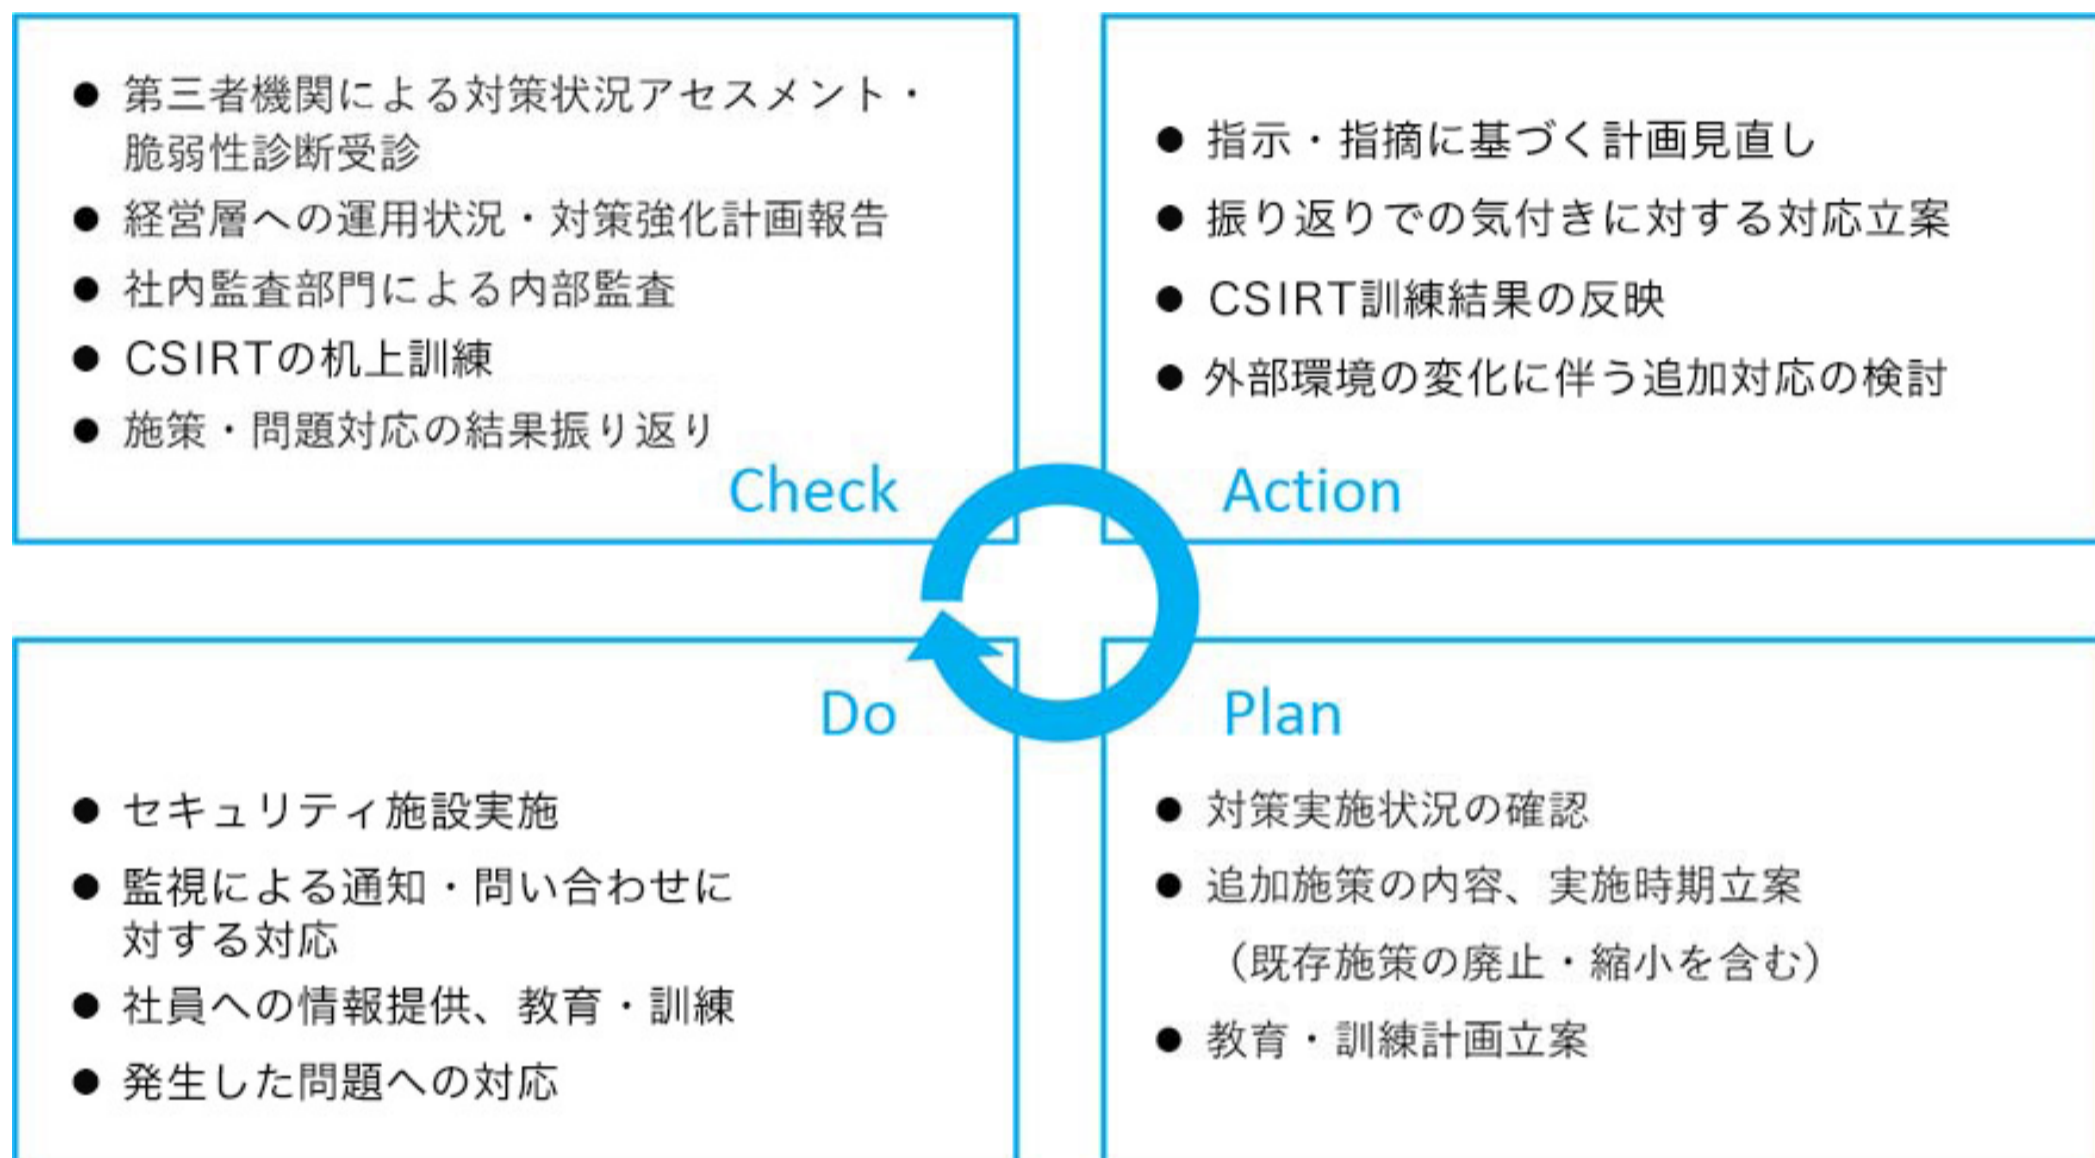 ● 第三者機関による対策状況アセスメント・
脆弱性診断受診
● 経営層への運用状況・対策強化計画報告
● 社内監査部門による内部監査
● CSIRTの机上訓練
● 施策・問題対応の結果振り返り
Check
● 指示・指摘に基づく計画見直し
● 振り返りでの気付きに対する対応立案
● CSIRT訓練結果の反映
● 外部環境の変化に伴う追加対応の検討
Action
Do
● セキュリティ施設実施
● 監視による通知・問い合わせに
対する対応
● 社員への情報提供、教育・訓練
● 発生した問題への対応
Plan
● 対策実施状況の確認
● 追加施策の内容、実施時期立案
（既存施策の廃止・縮小を含む）
● 教育・訓練計画立案